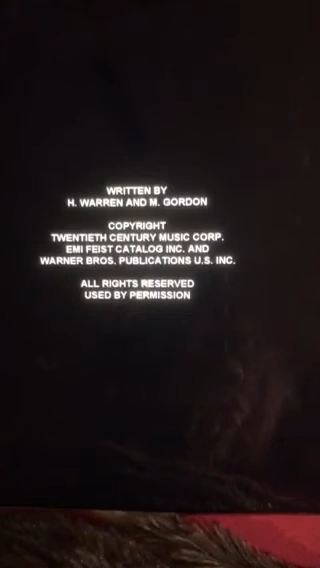 WRITTEN BY
H. WARREN AND M. GORDON
COPYRIGHT
TWENTIETH CENTURY MUSIC CORP.
EMI FEIST CATALOG INC. AND
WARNER BROS. PUBLICATIONS U.S. INC.
ALL RIGHTS RESERVED
USED BY PERMISSION